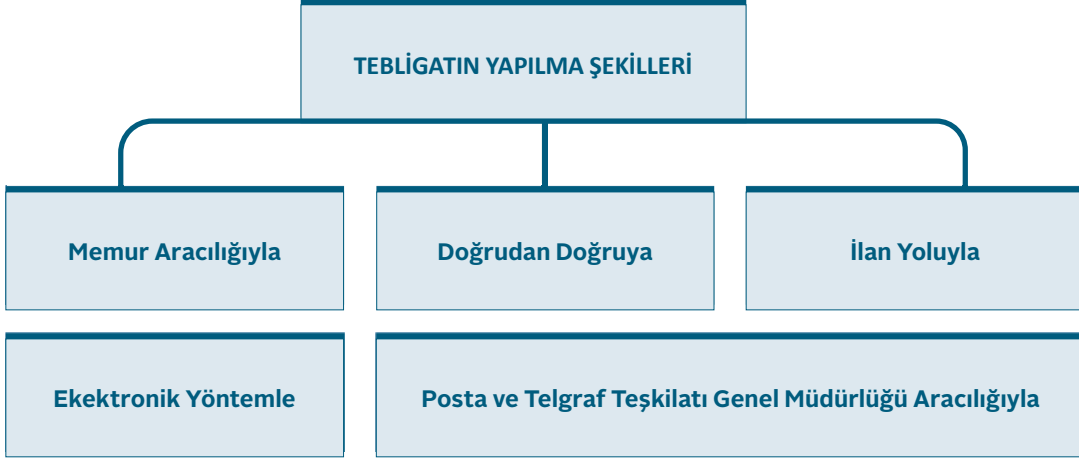 TEBLİGATIN YAPILMA ŞEKİLLERİ
Memur Aracılığıyla
Doğrudan Doğruya
İlan Yoluyla
Ekektronik Yöntemle
Posta ve Telgraf Teşkilatı Genel Müdürlüğü Aracılığıyla